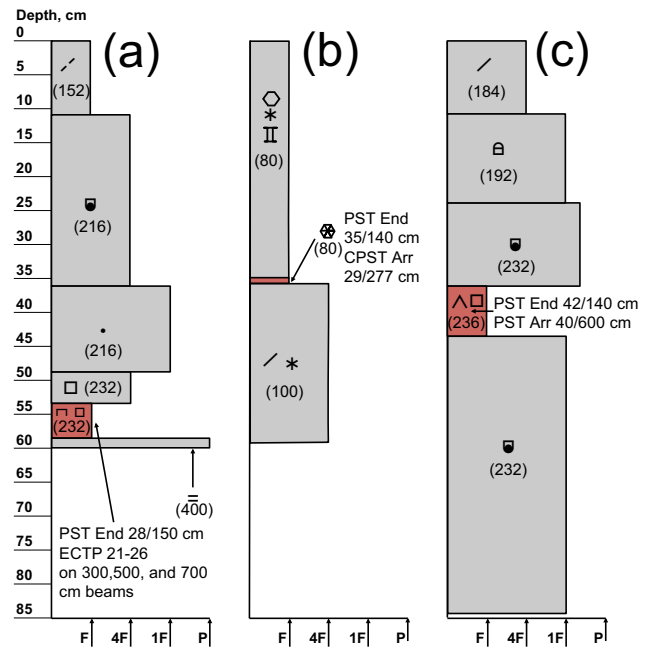 Depth, cm
0
5
10
15
20
25
30
35
40
45
50
55
60
65
70
75
80
85
(a)
(152)
(216)
(216)
(232)
(232)
(400)
PST End 28/150 cm
ECTP 21-26
on 300,500, and 700
cm beams
F 4F 1F P
(b)
(80)
(80)
PST End
35/140 cm
CPST Arr
29/277 cm
(100)
F 4F 1F P
(c)
(184)
(192)
(232)
(236)
PST End 42/140 cm
PST Arr 40/600 cm
(232)
F 4F 1F P